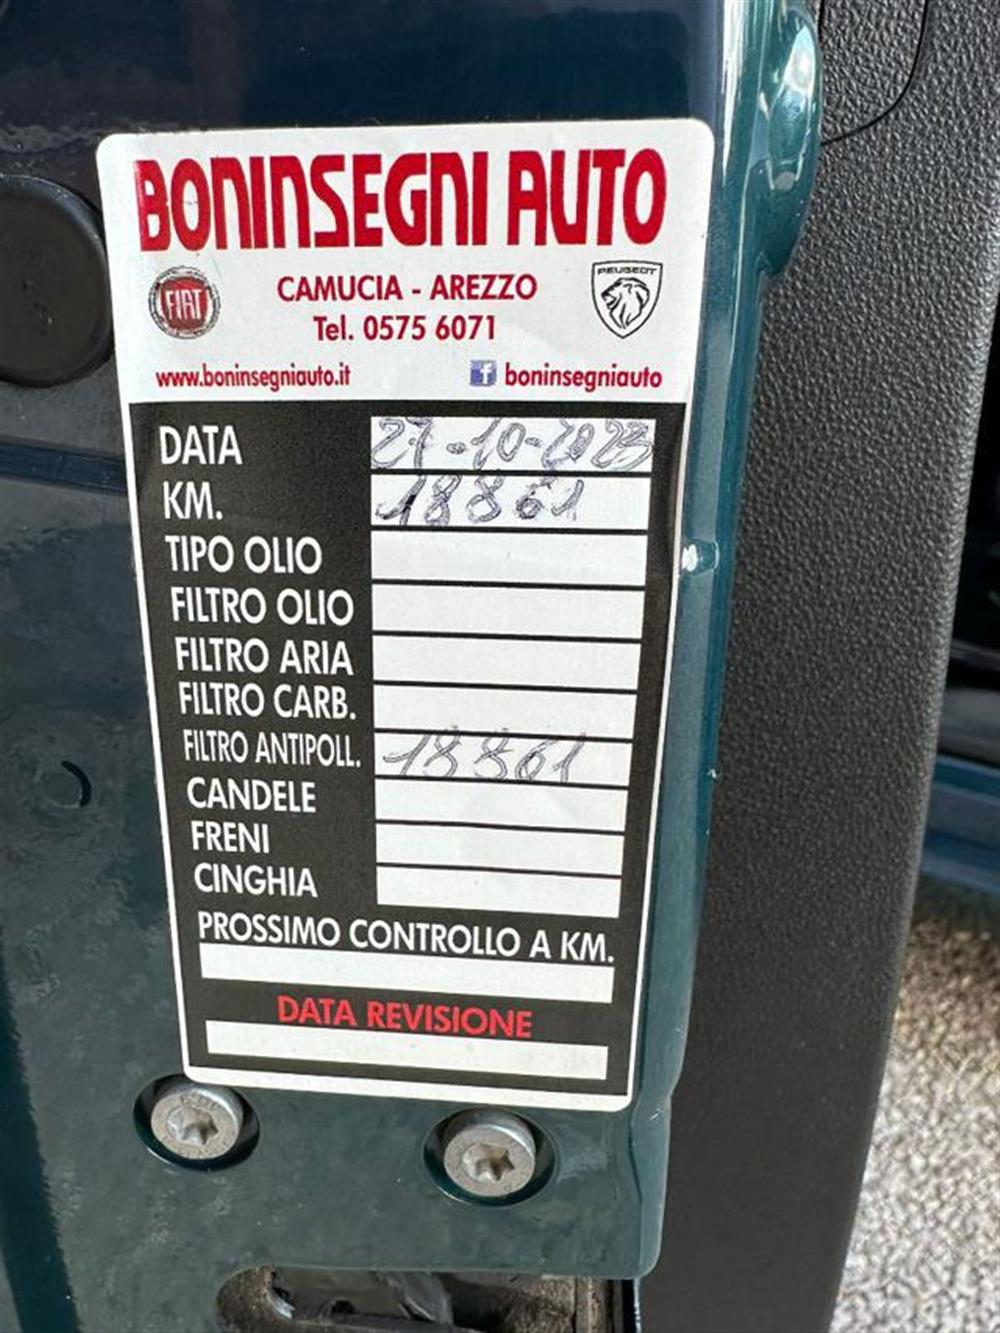 BONINSEGNI AUTO
FIAT
CAMUCIA - AREZZO
PEUGEOT
Tel. 0575 6071
www.boninsegniauto.it
f boninsegniauto
DATA 27-10-2023
KM. 18861
TIPO OLIO
FILTRO OLIO
FILTRO ARIA
FILTRO CARB.
FILTRO ANTIPOLL. 18861
CANDELE
FRENI
CINGHIA
PROSSIMO CONTROLLO A KM.
DATA REVISIONE